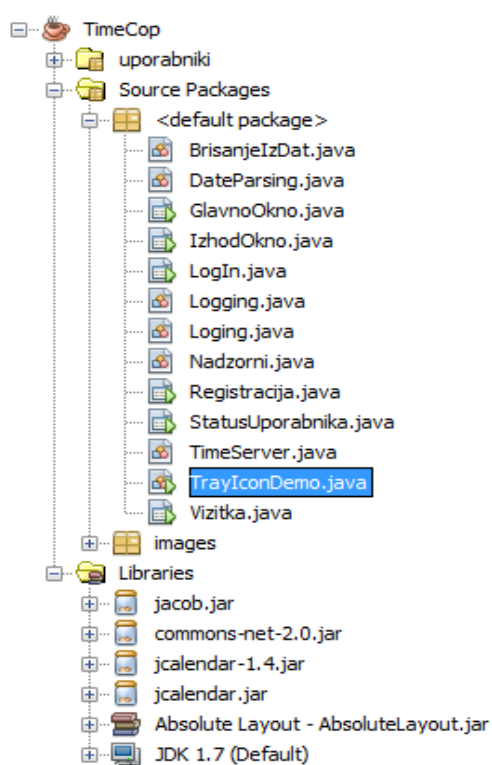 TimeCop
uporabniki
Source Packages
<default package>
BrisanjeIzDat.java
DateParsing.java
GlavnoOkno.java
IzhodOkno.java
LogIn.java
Logging.java
Loging.java
Nadzorni.java
Registracija.java
StatusUporabnika.java
TimeServer.java
TrayIconDemo.java
Vizitka.java
images
Libraries
jacob.jar
commons-net-2.0.jar
jcalendar-1.4.jar
jcalendar.jar
Absolute Layout - AbsoluteLayout.jar
JDK 1.7 (Default)